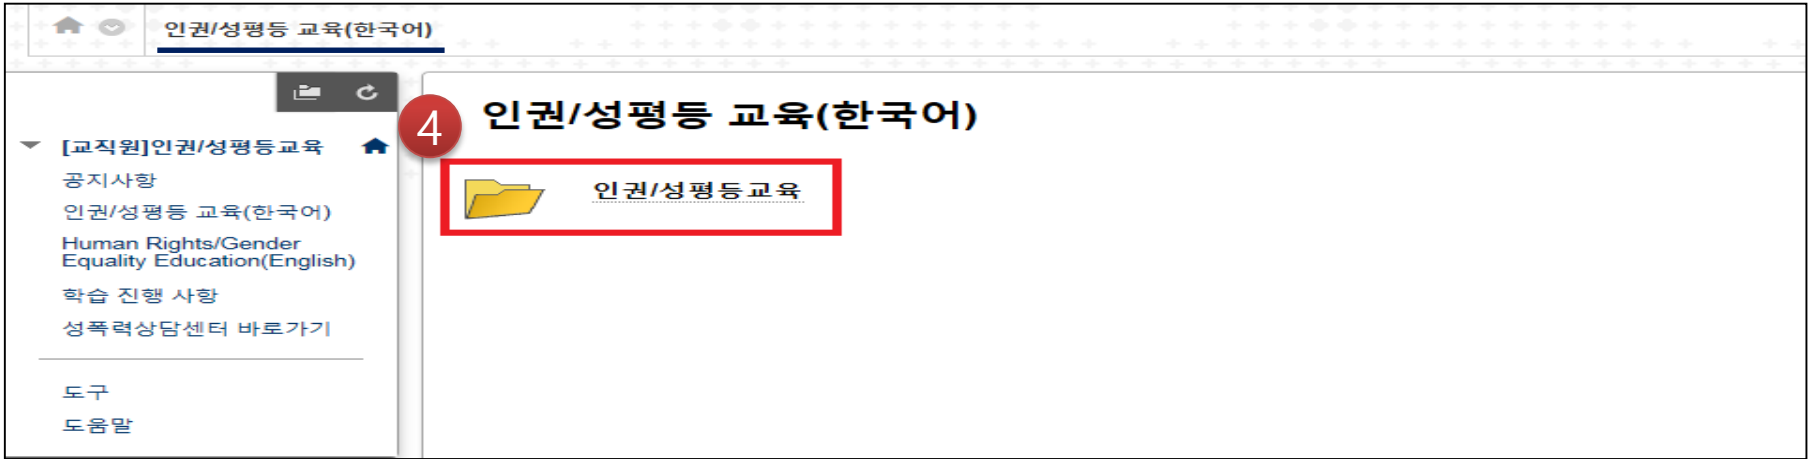 인권/성평등 교육(한국어)
[교직원]인권/성평등교육
공지사항
인권/성평등 교육(한국어)
Human Rights/Gender
Equality Education(English)
학습 진행 사항
성폭력상담센터 바로가기
도구
도움말
4
인권/성평등 교육(한국어)
인권/성평등교육